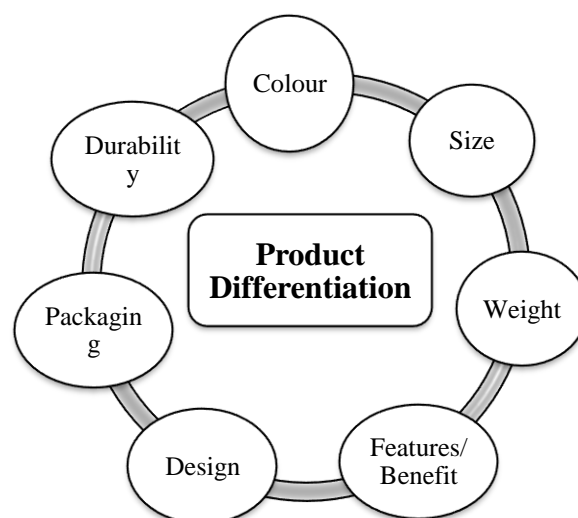 Colour
Size
Weight
Features/
Benefit
Design
Packagin
g
Durabilit
y
Product
Differentiation